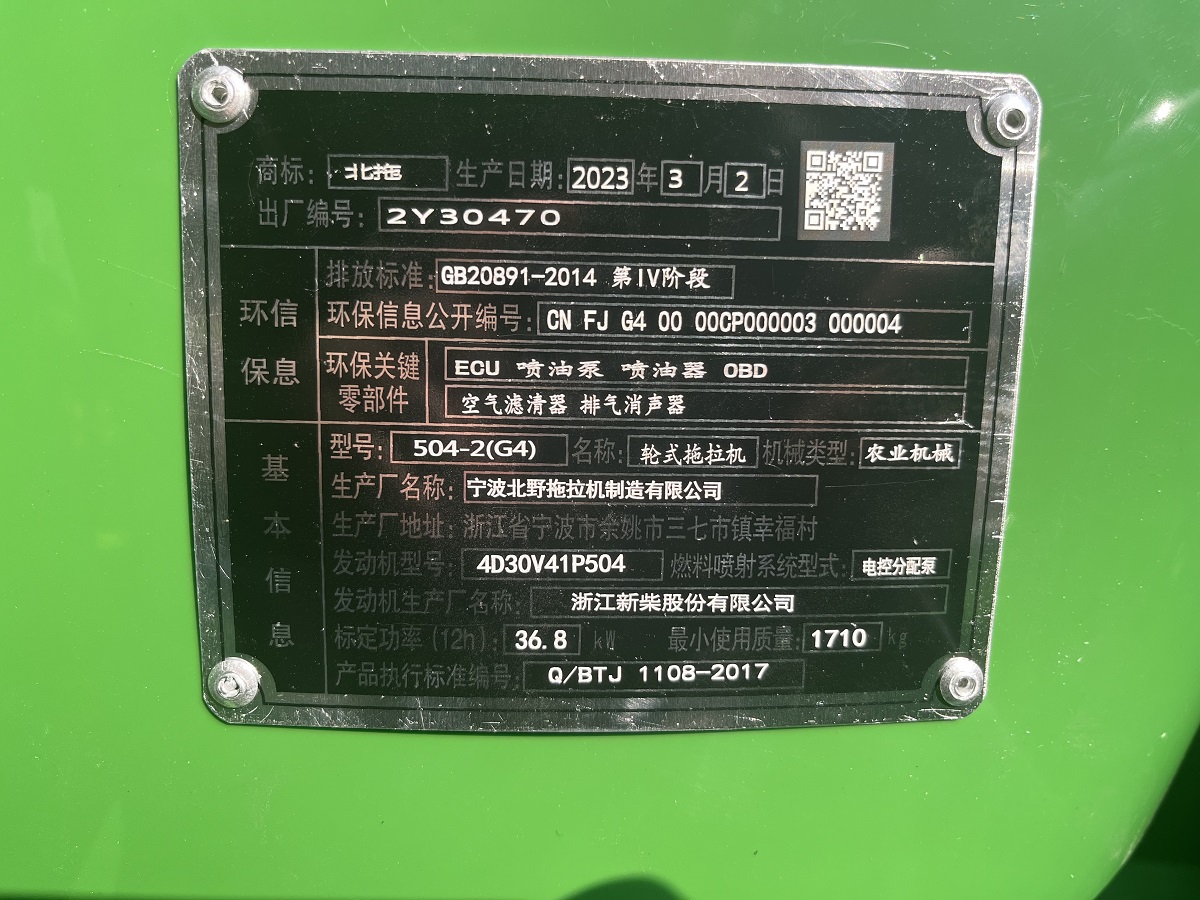 商标: 北拖 生产日期: 2023 年 3 月 2 日
出厂编号: 2Y30470
环信
保息
排放标准: GB20891-2014 第IV阶段
环保信息公开编号: CN FJ G4 00 00CP000003 000004
环保关键
零部件
ECU 喷油泵 喷油器 OBD
空气滤清器 排气消声器
基
本
信
息
型号: 504-2(G4) 名称: 轮式拖拉机 机械类型: 农业机械
生产厂名称: 宁波北野拖拉机制造有限公司
生产厂地址: 浙江省宁波市余姚市三七市镇幸福村
发动机型号: 4D30V41P504 燃料喷射系统型式: 电控分配泵
发动机生产厂名称: 浙江新柴股份有限公司
标定功率(12h): 36.8 kW 最小使用质量: 1710 kg
产品执行标准编号: Q/BTJ 1108-2017